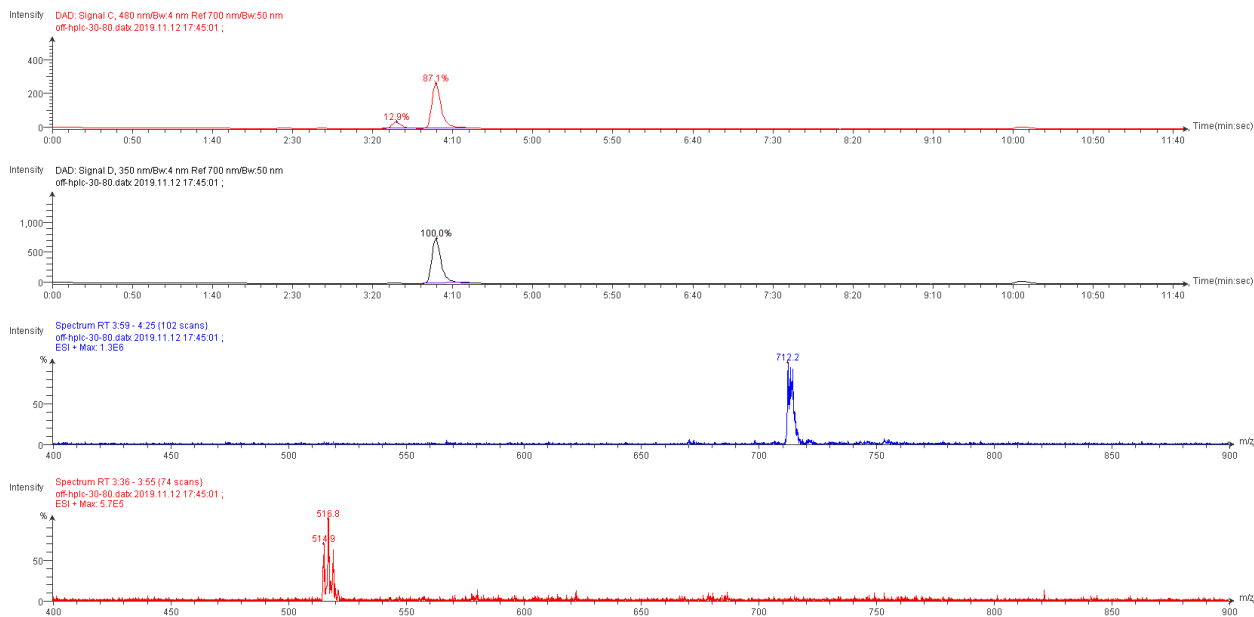 Intensity
DAD: Signal C, 480 nm/Bw:4 nm Ref 700 nm/Bw:50 nm
off-hplc-30-80.datx 2019.11.12 17:45:01 ;
400
200
0
12.9%
87.1%
0:00 0:50 1:40 2:30 3:20 4:10 5:00 5:50 6:40 7:30 8:20 9:10 10:00 10:50 11:40
Time(min:sec)
Intensity
DAD: Signal D, 350 nm/Bw:4 nm Ref 700 nm/Bw:50 nm
off-hplc-30-80.datx 2019.11.12 17:45:01 ;
1,000
500
0
100.0%
0:00 0:50 1:40 2:30 3:20 4:10 5:00 5:50 6:40 7:30 8:20 9:10 10:00 10:50 11:40
Time(min:sec)
Intensity
Spectrum RT 3:59 - 4:25 {102 scans}
off-hplc-30-80.datx 2019.11.12 17:45:01 ;
ESI + Max: 1.3E6
%
50
0
712.2
400 450 500 550 600 650 700 750 800 850 900
m/z
Intensity
Spectrum RT 3:36 - 3:55 {74 scans}
off-hplc-30-80.datx 2019.11.12 17:45:01 ;
ESI + Max: 5.7E5
%
50
0
516.8
514.9
400 450 500 550 600 650 700 750 800 850 900
m/z